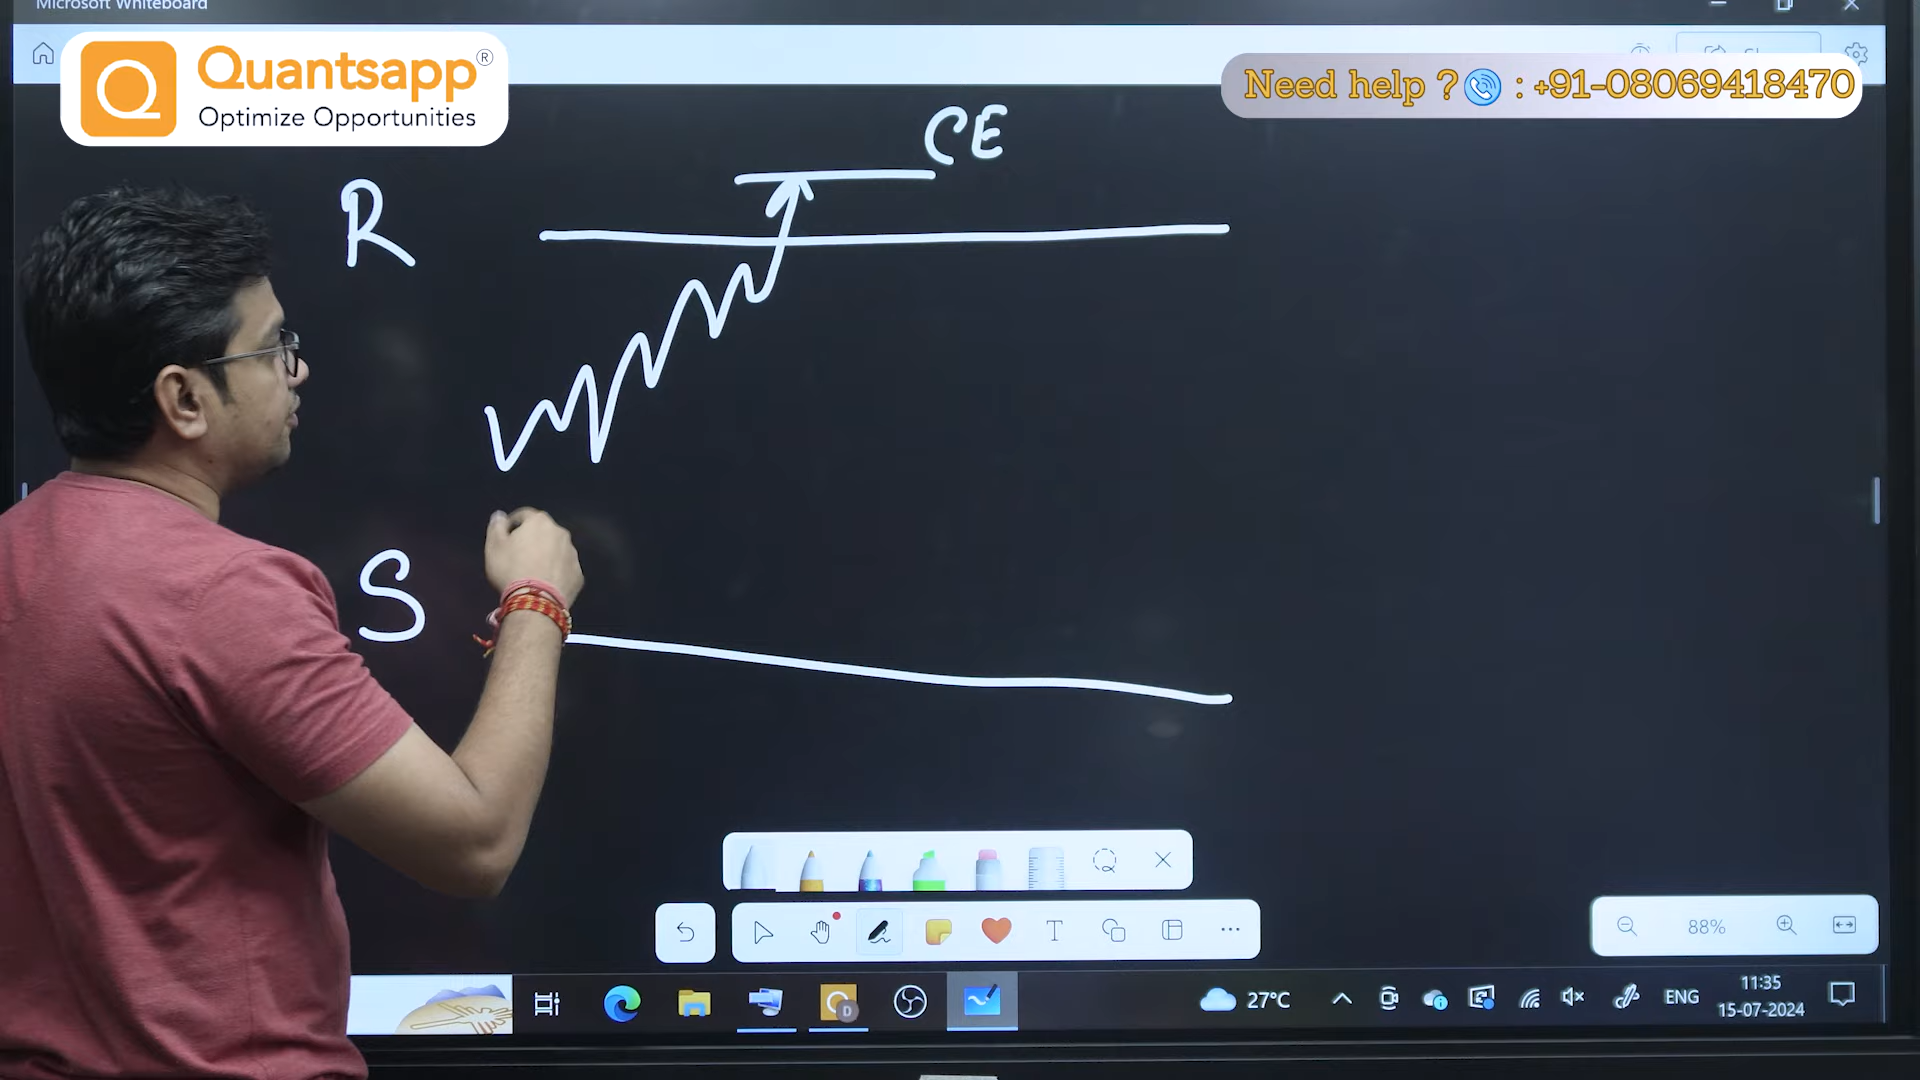 Microsoft Whiteboard
Quantsapp®
Optimize Opportunities
Need help ? : +91-08069418470
CE
R
S
88%
27°C
ENG
11:35
15-07-2024